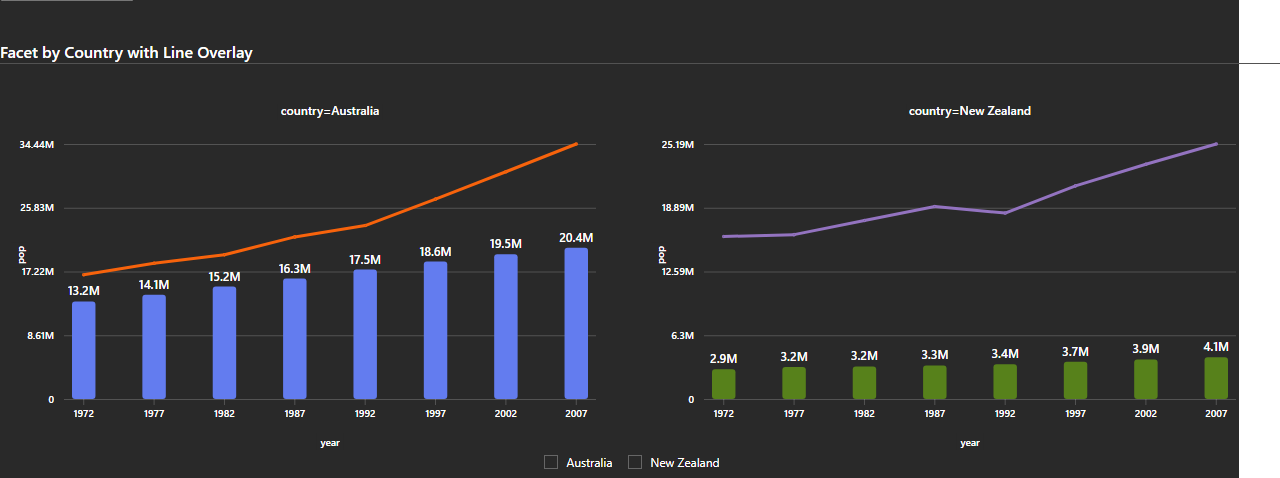 Facet by Country with Line Overlay
country=Australia
34.44M
25.83M
17.22M
8.61M
0
pop
13.2M 14.1M 15.2M 16.3M 17.5M 18.6M 19.5M 20.4M
1972 1977 1982 1987 1992 1997 2002 2007
year
country=New Zealand
25.19M
18.89M
12.59M
6.3M
0
pop
2.9M 3.2M 3.2M 3.3M 3.4M 3.7M 3.9M 4.1M
1972 1977 1982 1987 1992 1997 2002 2007
year
Australia New Zealand